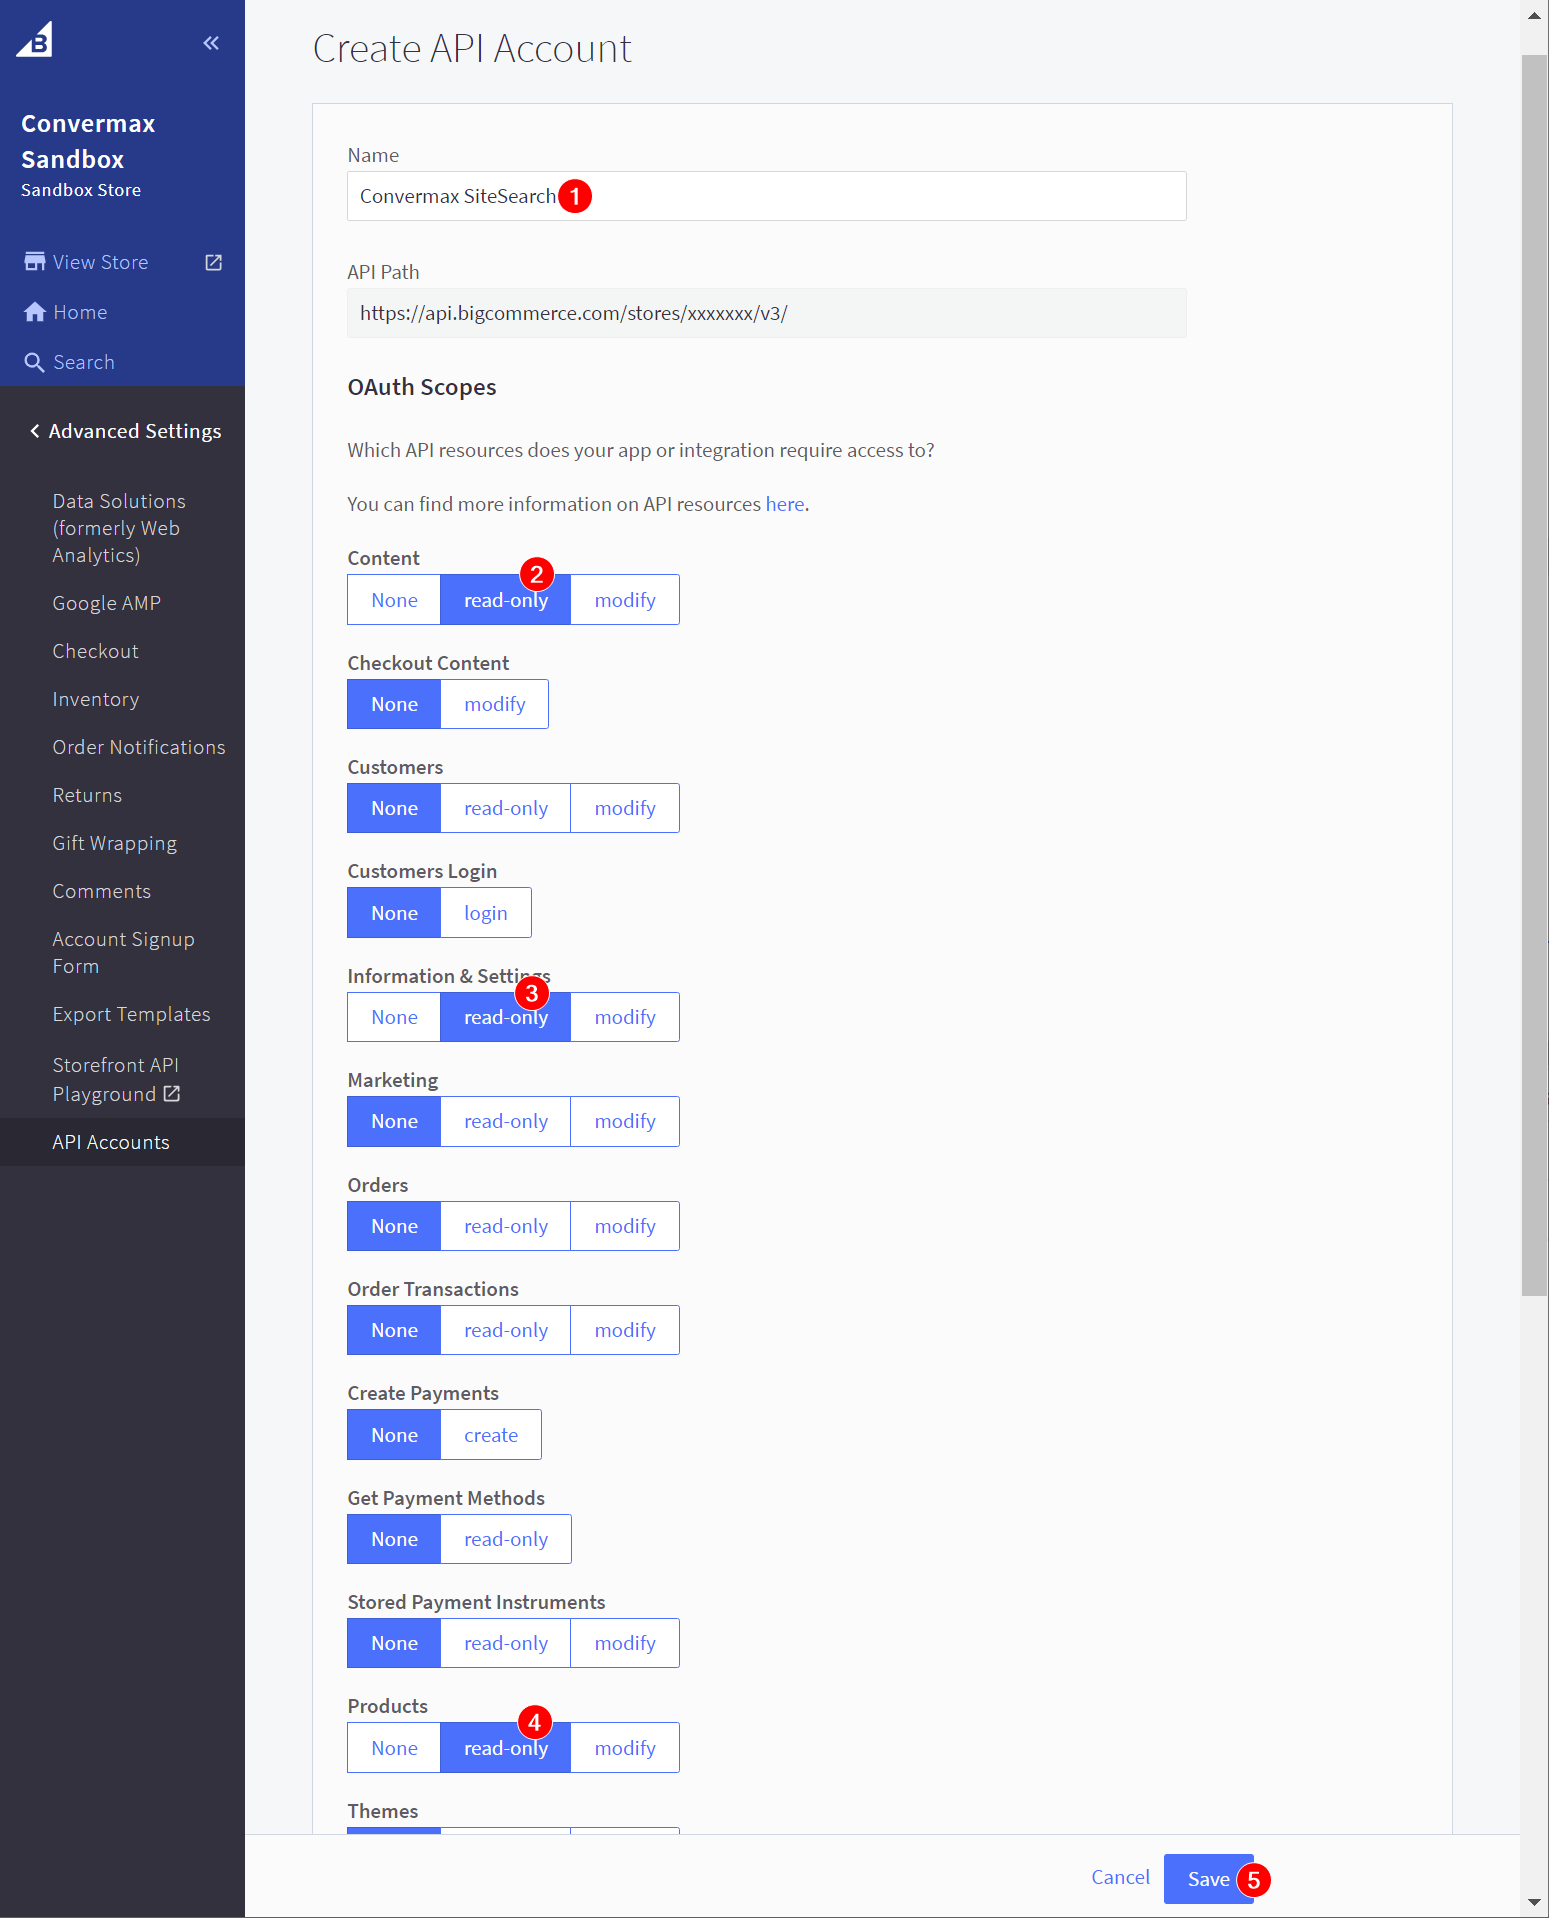 B
Convermax
Sandbox
Sandbox Store
View Store
Home
Search
Advanced Settings
Data Solutions
(formerly Web
Analytics)
Google AMP
Checkout
Inventory
Order Notifications
Returns
Gift Wrapping
Comments
Account Signup
Form
Export Templates
Storefront API
Playground
API Accounts
Create API Account
Name
Convermax SiteSearch 1
API Path
https://api.bigcommerce.com/stores/xxxxxxx/v3/
OAuth Scopes
Which API resources does your app or integration require access to?
You can find more information on API resources here.
Content
2
None read-only modify
Checkout Content
None modify
Customers
None read-only modify
Customers Login
None login
Information & Settings
3
None read-only modify
Marketing
None read-only modify
Orders
None read-only modify
Order Transactions
None read-only modify
Create Payments
None create
Get Payment Methods
None read-only
Stored Payment Instruments
None read-only modify
Products
4
None read-only modify
Themes
Cancel Save 5